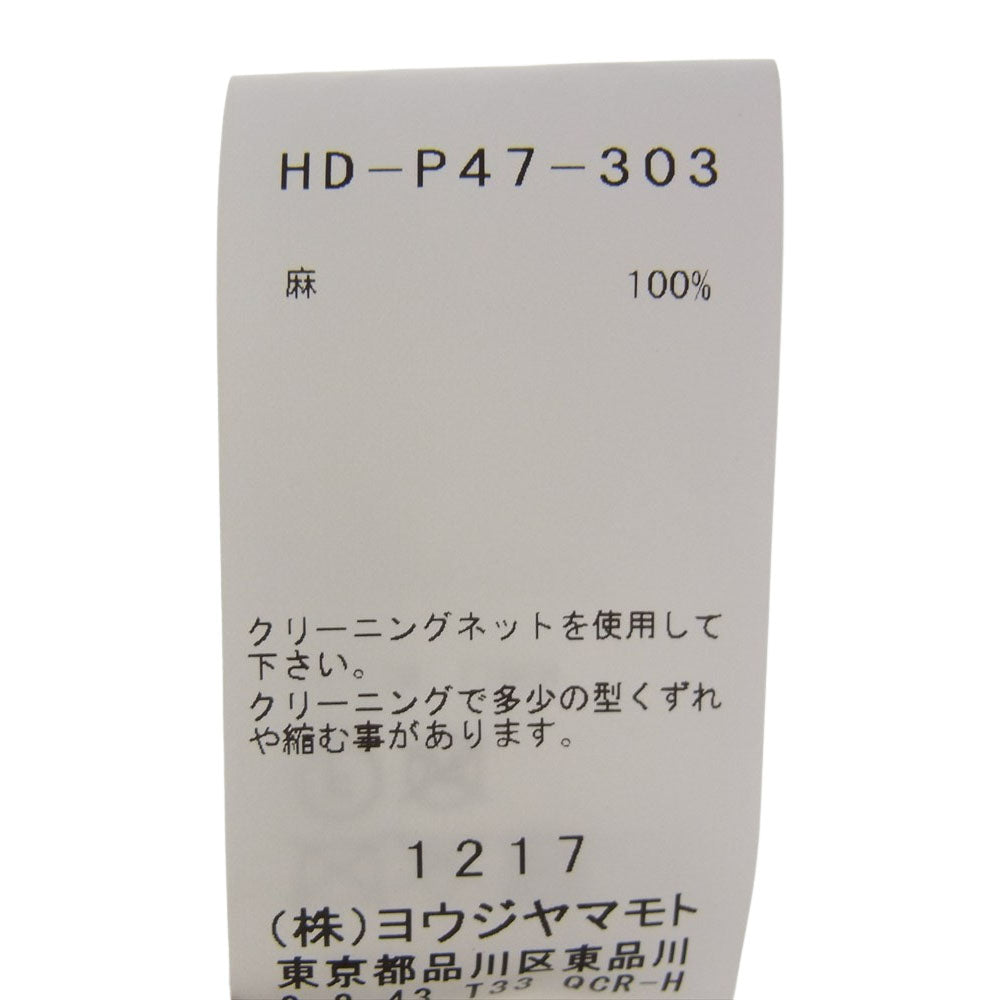 HD-P47-303
麻 100%
クリーニングネットを使用して
下さい。
クリーニングで多少の型くずれ
や縮む事があります。
1217
(株)ヨウジヤマモト
東京都品川区東品川
T33 QCR-H